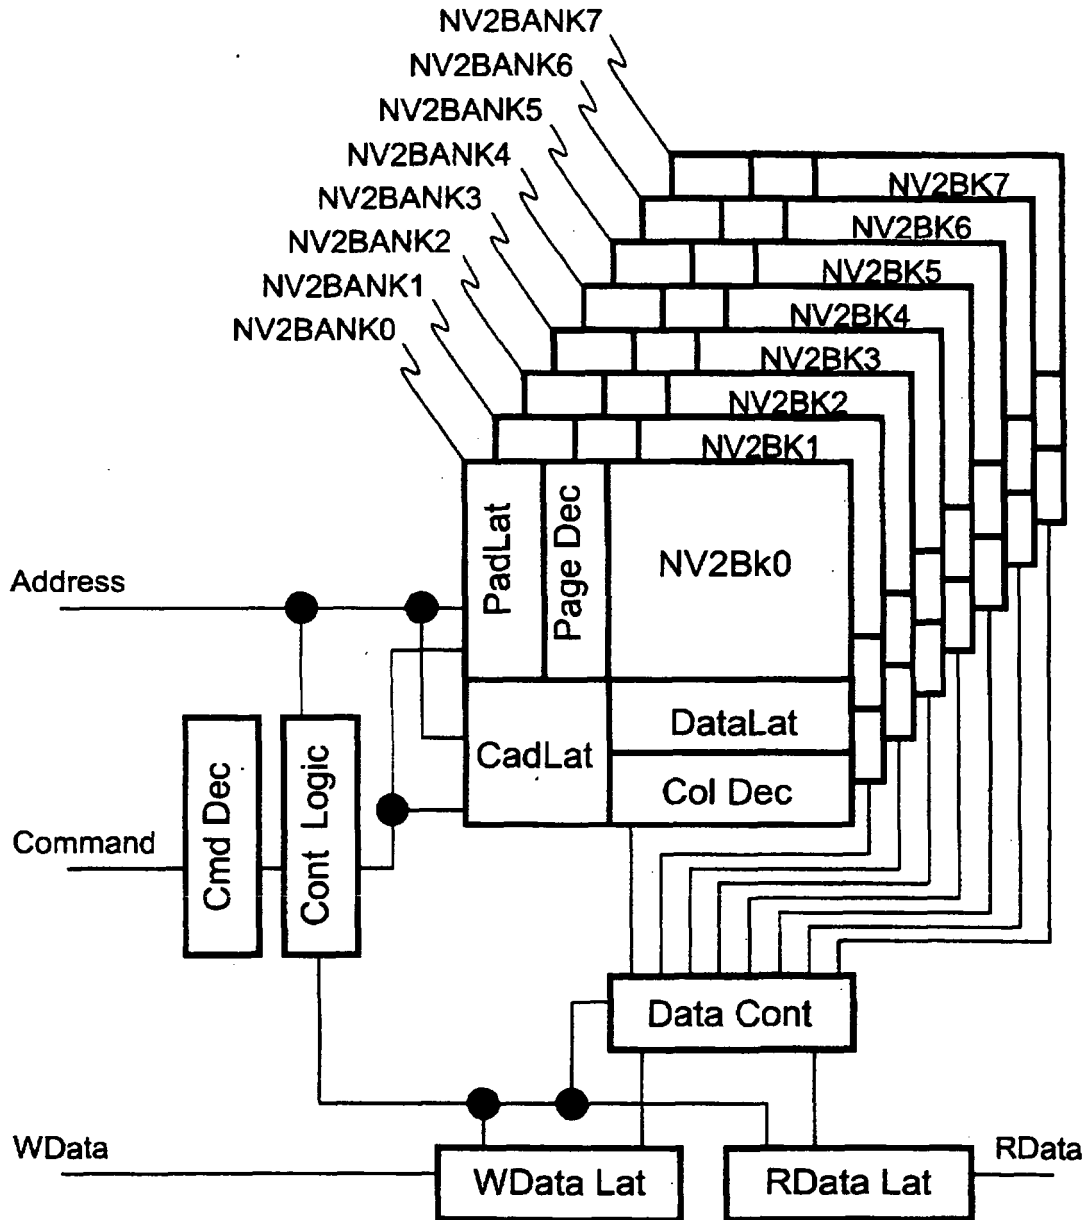 NV2BANK7
NV2BANK6
NV2BANK5
NV2BANK4
NV2BANK3
NV2BANK2
NV2BANK1
NV2BANK0
NV2BK7
NV2BK6
NV2BK5
NV2BK4
NV2BK3
NV2BK2
NV2BK1
PadLat
Page Dec
NV2Bk0
Address
DataLat
CadLat
Col Dec
Cmd Dec
Cont Logic
Command
Data Cont
WData
WData Lat
RData Lat
RData